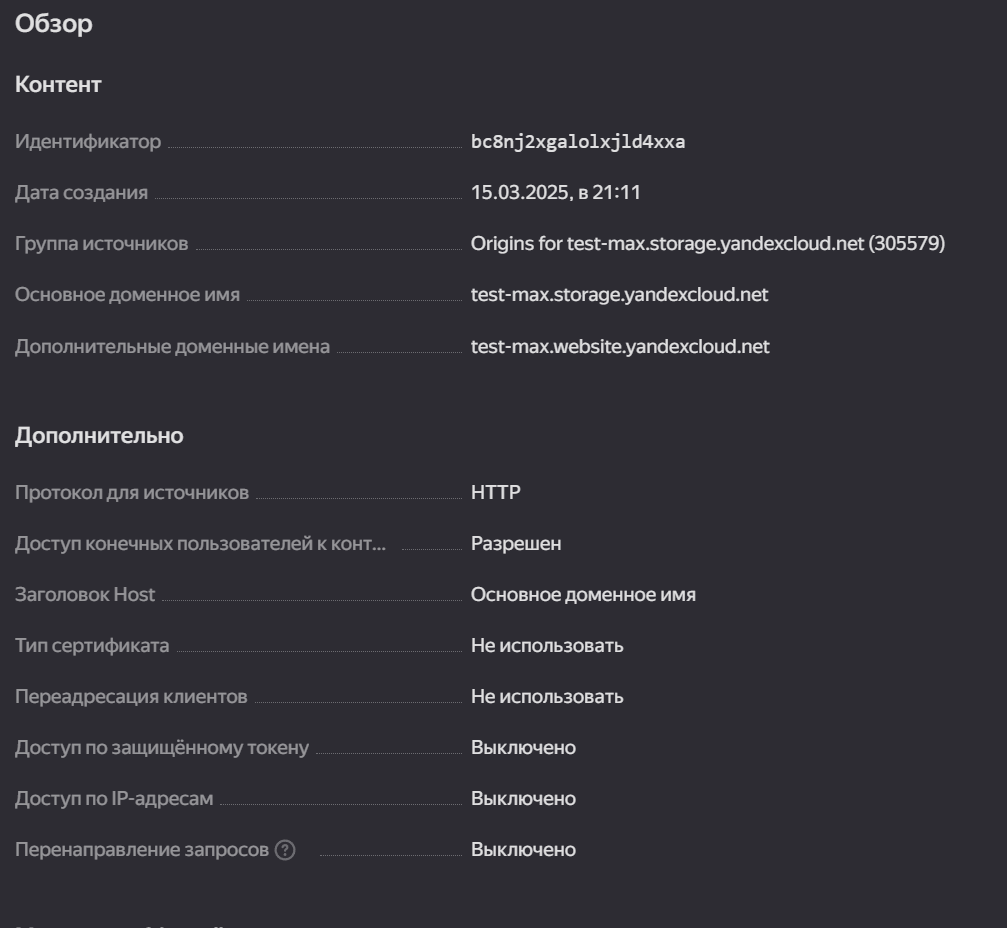 Обзор
Контент
Идентификатор bc8nj2xgalolxjld4xxa
Дата создания 15.03.2025, в 21:11
Группа источников Origins for test-max.storage.yandexcloud.net (305579)
Основное доменное имя test-max.storage.yandexcloud.net
Дополнительные доменные имена test-max.website.yandexcloud.net
Дополнительно
Протокол для источников HTTP
Доступ конечных пользователей к конт... Разрешен
Заголовок Host Основное доменное имя
Тип сертификата Не использовать
Переадресация клиентов Не использовать
Доступ по защищённому токену Выключено
Доступ по IP-адресам Выключено
Перенаправление запросов ? Выключено